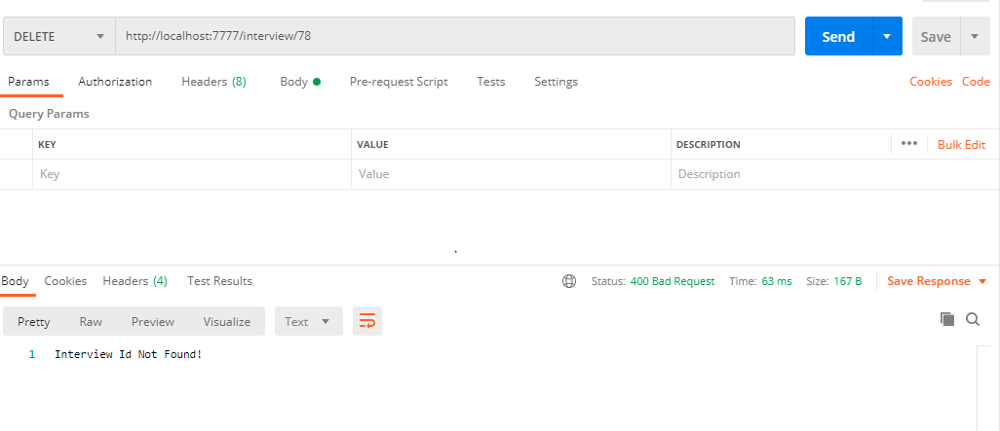 DELETE http://localhost:7777/interview/78 Send Save
Params Authorization Headers (8) Body Pre-request Script Tests Settings Cookies Code
Query Params
KEY VALUE DESCRIPTION ••• Bulk Edit
Key Value Description
Body Cookies Headers (4) Test Results Status: 400 Bad Request Time: 63 ms Size: 167 B Save Response
Pretty Raw Preview Visualize Text
1 Interview Id Not Found!